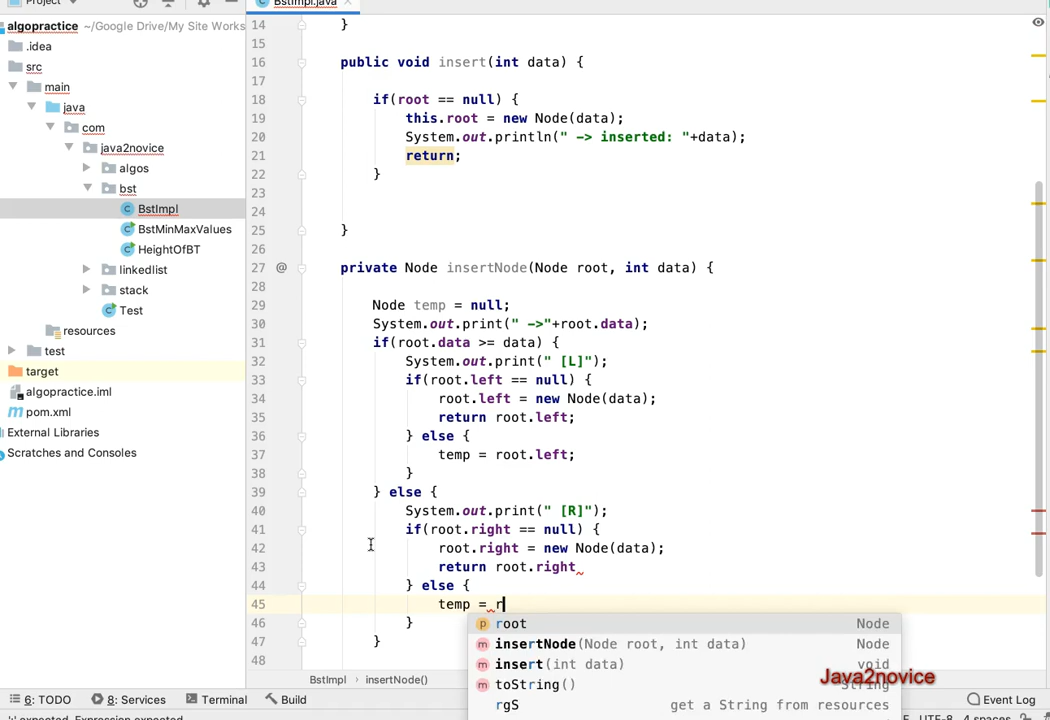 Project
BstImpl.java ×
algopractice ~/Google Drive/My Site Works
.idea
src
main
java
com
java2novice
algos
bst
BstImpl
BstMinMaxValues
HeightOfBT
linkedlist
stack
Test
resources
test
target
algopractice.iml
pom.xml
External Libraries
Scratches and Consoles
14 }
15
16 public void insert(int data) {
17
18 if(root == null) {
19 this.root = new Node(data);
20 System.out.println(" -> inserted: "+data);
21 return;
22 }
23
24
25 }
26
27 @ private Node insertNode(Node root, int data) {
28
29 Node temp = null;
30 System.out.print(" ->"+root.data);
31 if(root.data >= data) {
32 System.out.print(" [L]");
33 if(root.left == null) {
34 root.left = new Node(data);
35 return root.left;
36 } else {
37 temp = root.left;
38 }
39 } else {
40 System.out.print(" [R]");
41 if(root.right == null) {
42 root.right = new Node(data);
43 return root.right
44 } else {
45 temp = r
46 }
47 }
48
p root Node
m insertNode(Node root, int data) Node
m insert(int data) void
m toString() String
rgS get a String from resources
Java2novice
BstImpl insertNode()
6: TODO 8: Services Terminal Build Event Log
UTF-8 4 spaces